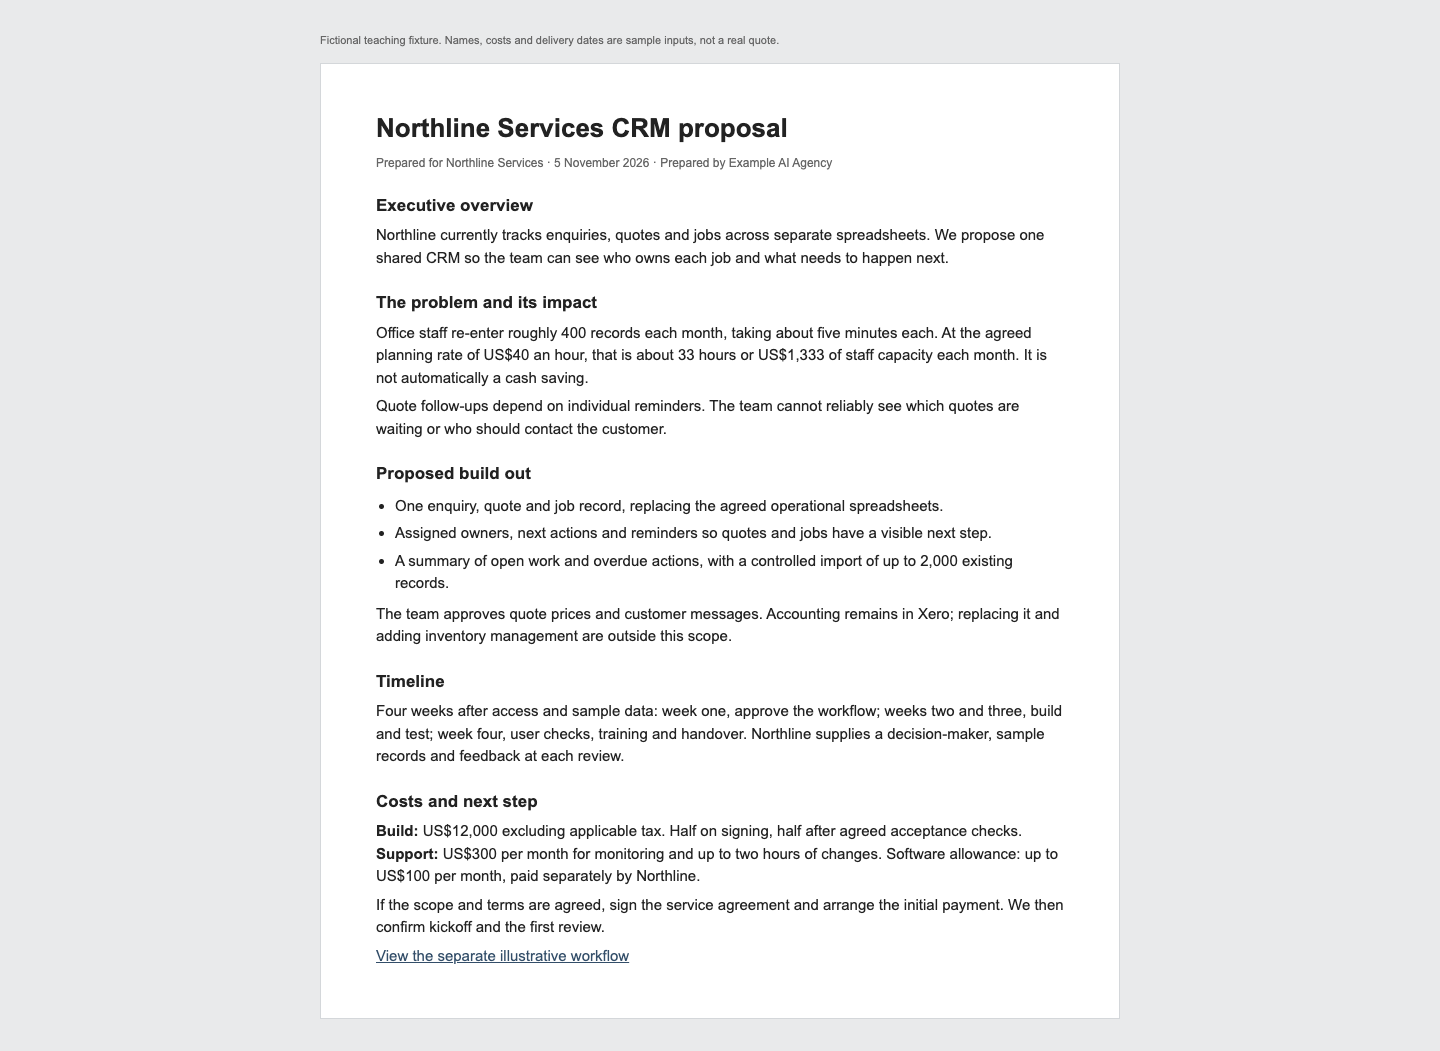 Fictional teaching fixture. Names, costs and delivery dates are sample inputs, not a real quote.
Northline Services CRM proposal
Prepared for Northline Services · 5 November 2026 · Prepared by Example AI Agency
Executive overview
Northline currently tracks enquiries, quotes and jobs across separate spreadsheets. We propose one
shared CRM so the team can see who owns each job and what needs to happen next.
The problem and its impact
Office staff re-enter roughly 400 records each month, taking about five minutes each. At the agreed
planning rate of US$40 an hour, that is about 33 hours or US$1,333 of staff capacity each month. It is
not automatically a cash saving.
Quote follow-ups depend on individual reminders. The team cannot reliably see which quotes are
waiting or who should contact the customer.
Proposed build out
• One enquiry, quote and job record, replacing the agreed operational spreadsheets.
• Assigned owners, next actions and reminders so quotes and jobs have a visible next step.
• A summary of open work and overdue actions, with a controlled import of up to 2,000 existing
records.
The team approves quote prices and customer messages. Accounting remains in Xero; replacing it and
adding inventory management are outside this scope.
Timeline
Four weeks after access and sample data: week one, approve the workflow; weeks two and three, build
and test; week four, user checks, training and handover. Northline supplies a decision-maker, sample
records and feedback at each review.
Costs and next step
Build: US$12,000 excluding applicable tax. Half on signing, half after agreed acceptance checks.
Support: US$300 per month for monitoring and up to two hours of changes. Software allowance: up to
US$100 per month, paid separately by Northline.
If the scope and terms are agreed, sign the service agreement and arrange the initial payment. We then
confirm kickoff and the first review.
View the separate illustrative workflow